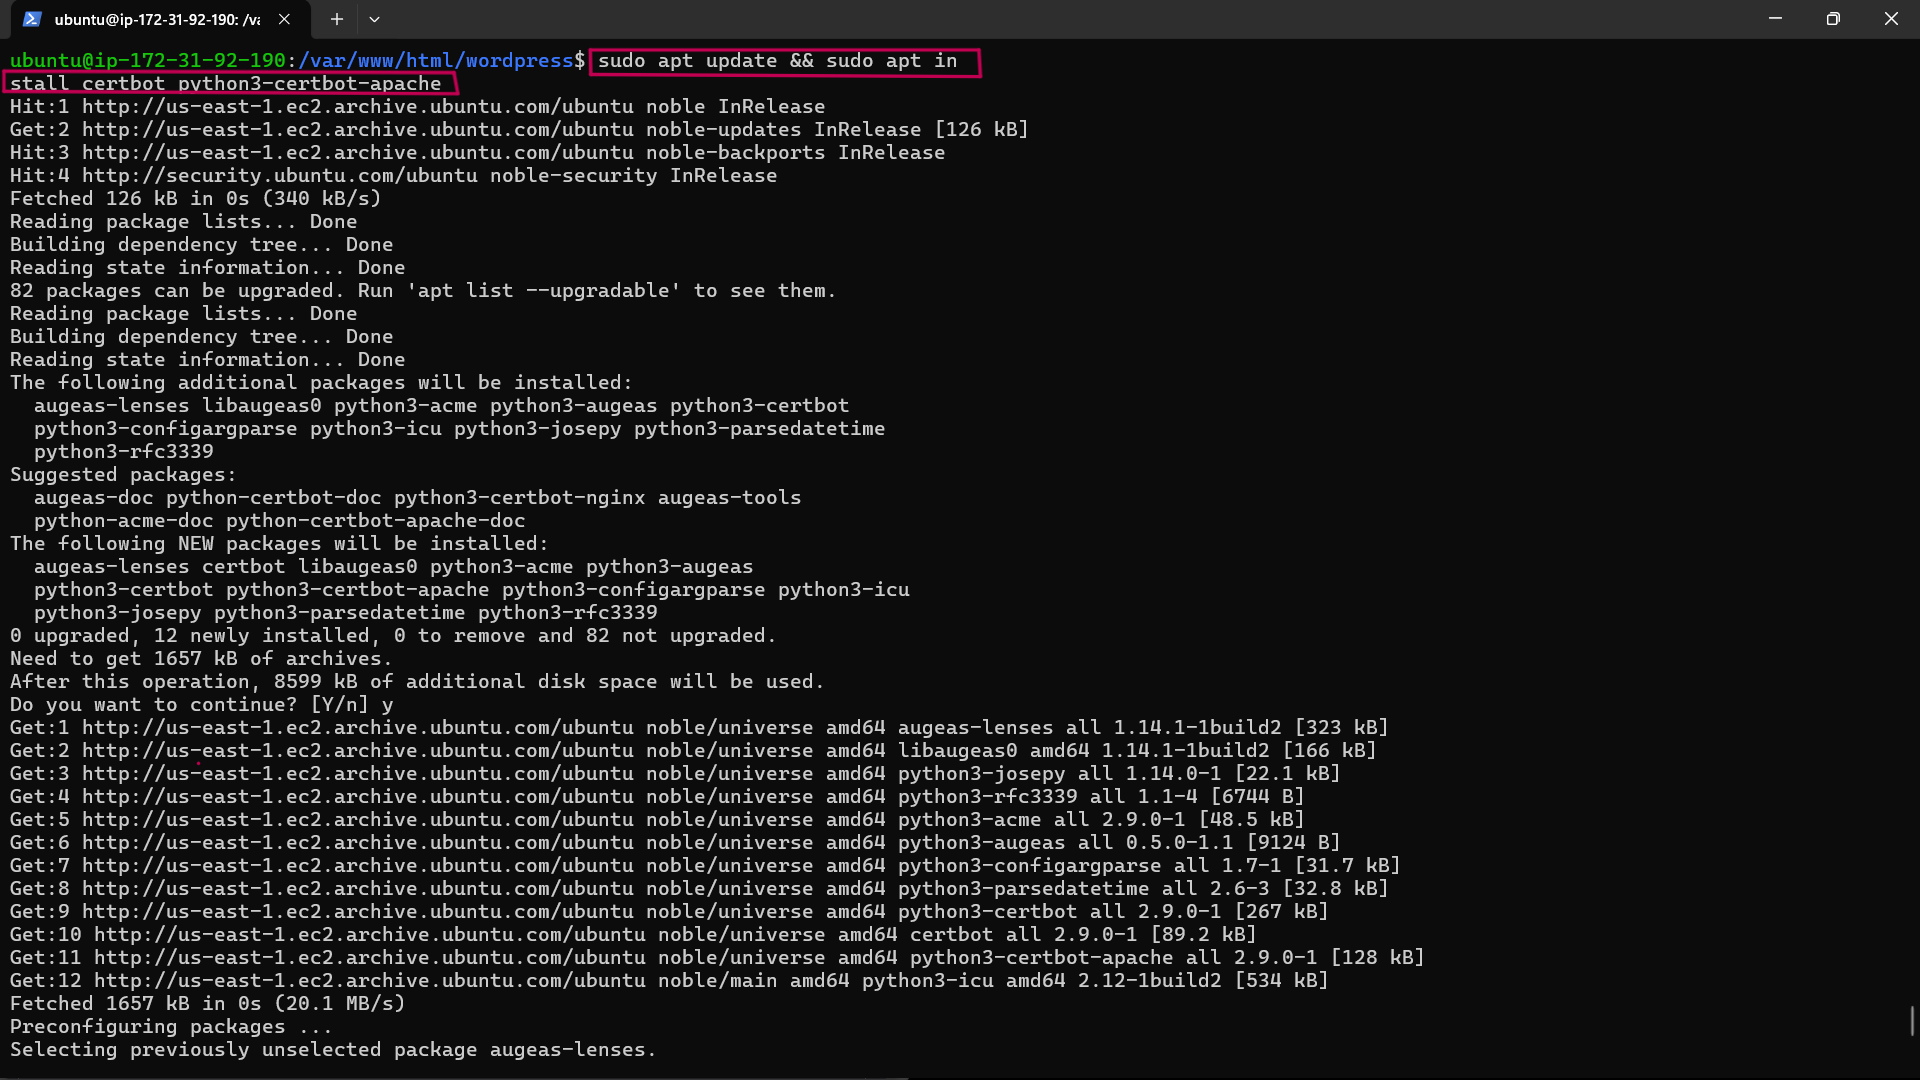 ubuntu@ip-172-31-92-190: /va
ubuntu@ip-172-31-92-190:/var/www/html/wordpress$ sudo apt update && sudo apt in
stall certbot python3-certbot-apache
Hit:1 http://us-east-1.ec2.archive.ubuntu.com/ubuntu noble InRelease
Get:2 http://us-east-1.ec2.archive.ubuntu.com/ubuntu noble-updates InRelease [126 kB]
Hit:3 http://us-east-1.ec2.archive.ubuntu.com/ubuntu noble-backports InRelease
Hit:4 http://security.ubuntu.com/ubuntu noble-security InRelease
Fetched 126 kB in 0s (340 kB/s)
Reading package lists... Done
Building dependency tree... Done
Reading state information... Done
82 packages can be upgraded. Run 'apt list --upgradable' to see them.
Reading package lists... Done
Building dependency tree... Done
Reading state information... Done
The following additional packages will be installed:
  augeas-lenses libaugeas0 python3-acme python3-augeas python3-certbot
  python3-configargparse python3-icu python3-josepy python3-parsedatetime
  python3-rfc3339
Suggested packages:
  augeas-doc python-certbot-doc python3-certbot-nginx augeas-tools
  python-acme-doc python-certbot-apache-doc
The following NEW packages will be installed:
  augeas-lenses certbot libaugeas0 python3-acme python3-augeas
  python3-certbot python3-certbot-apache python3-configargparse python3-icu
  python3-josepy python3-parsedatetime python3-rfc3339
0 upgraded, 12 newly installed, 0 to remove and 82 not upgraded.
Need to get 1657 kB of archives.
After this operation, 8599 kB of additional disk space will be used.
Do you want to continue? [Y/n] y
Get:1 http://us-east-1.ec2.archive.ubuntu.com/ubuntu noble/universe amd64 augeas-lenses all 1.14.1-1build2 [323 kB]
Get:2 http://us-east-1.ec2.archive.ubuntu.com/ubuntu noble/universe amd64 libaugeas0 amd64 1.14.1-1build2 [166 kB]
Get:3 http://us-east-1.ec2.archive.ubuntu.com/ubuntu noble/universe amd64 python3-josepy all 1.14.0-1 [22.1 kB]
Get:4 http://us-east-1.ec2.archive.ubuntu.com/ubuntu noble/universe amd64 python3-rfc3339 all 1.1-4 [6744 B]
Get:5 http://us-east-1.ec2.archive.ubuntu.com/ubuntu noble/universe amd64 python3-acme all 2.9.0-1 [48.5 kB]
Get:6 http://us-east-1.ec2.archive.ubuntu.com/ubuntu noble/universe amd64 python3-augeas all 0.5.0-1.1 [9124 B]
Get:7 http://us-east-1.ec2.archive.ubuntu.com/ubuntu noble/universe amd64 python3-configargparse all 1.7-1 [31.7 kB]
Get:8 http://us-east-1.ec2.archive.ubuntu.com/ubuntu noble/universe amd64 python3-parsedatetime all 2.6-3 [32.8 kB]
Get:9 http://us-east-1.ec2.archive.ubuntu.com/ubuntu noble/universe amd64 python3-certbot all 2.9.0-1 [267 kB]
Get:10 http://us-east-1.ec2.archive.ubuntu.com/ubuntu noble/universe amd64 certbot all 2.9.0-1 [89.2 kB]
Get:11 http://us-east-1.ec2.archive.ubuntu.com/ubuntu noble/universe amd64 python3-certbot-apache all 2.9.0-1 [128 kB]
Get:12 http://us-east-1.ec2.archive.ubuntu.com/ubuntu noble/main amd64 python3-icu amd64 2.12-1build2 [534 kB]
Fetched 1657 kB in 0s (20.1 MB/s)
Preconfiguring packages ...
Selecting previously unselected package augeas-lenses.